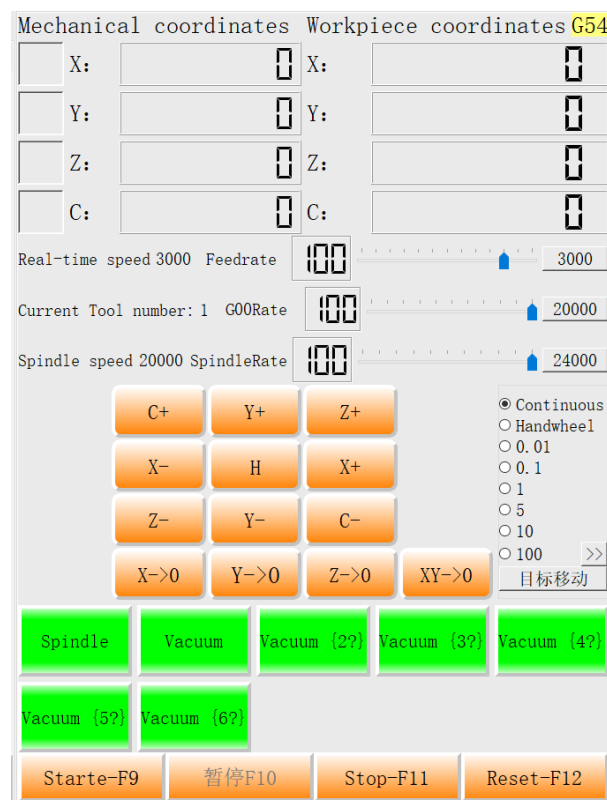 Mechanical coordinates Workpiece coordinates G54
X: 0 X: 0
Y: 0 Y: 0
Z: 0 Z: 0
C: 0 C: 0
Real-time speed 3000 Feedrate 100 3000
Current Tool number: 1 G00Rate 100 20000
Spindle speed 20000 SpindleRate 100 24000
C+ Y+ Z+
X- H X+
Z- Y- C-
X->0 Y->0 Z->0 XY->0
Continuous
Handwheel
0.01
0.1
1
5
10
100 >>
目标移动
Spindle Vacuum Vacuum {2?} Vacuum {3?} Vacuum {4?}
Vacuum {5?} Vacuum {6?}
Starte-F9 暂停F10 Stop-F11 Reset-F12